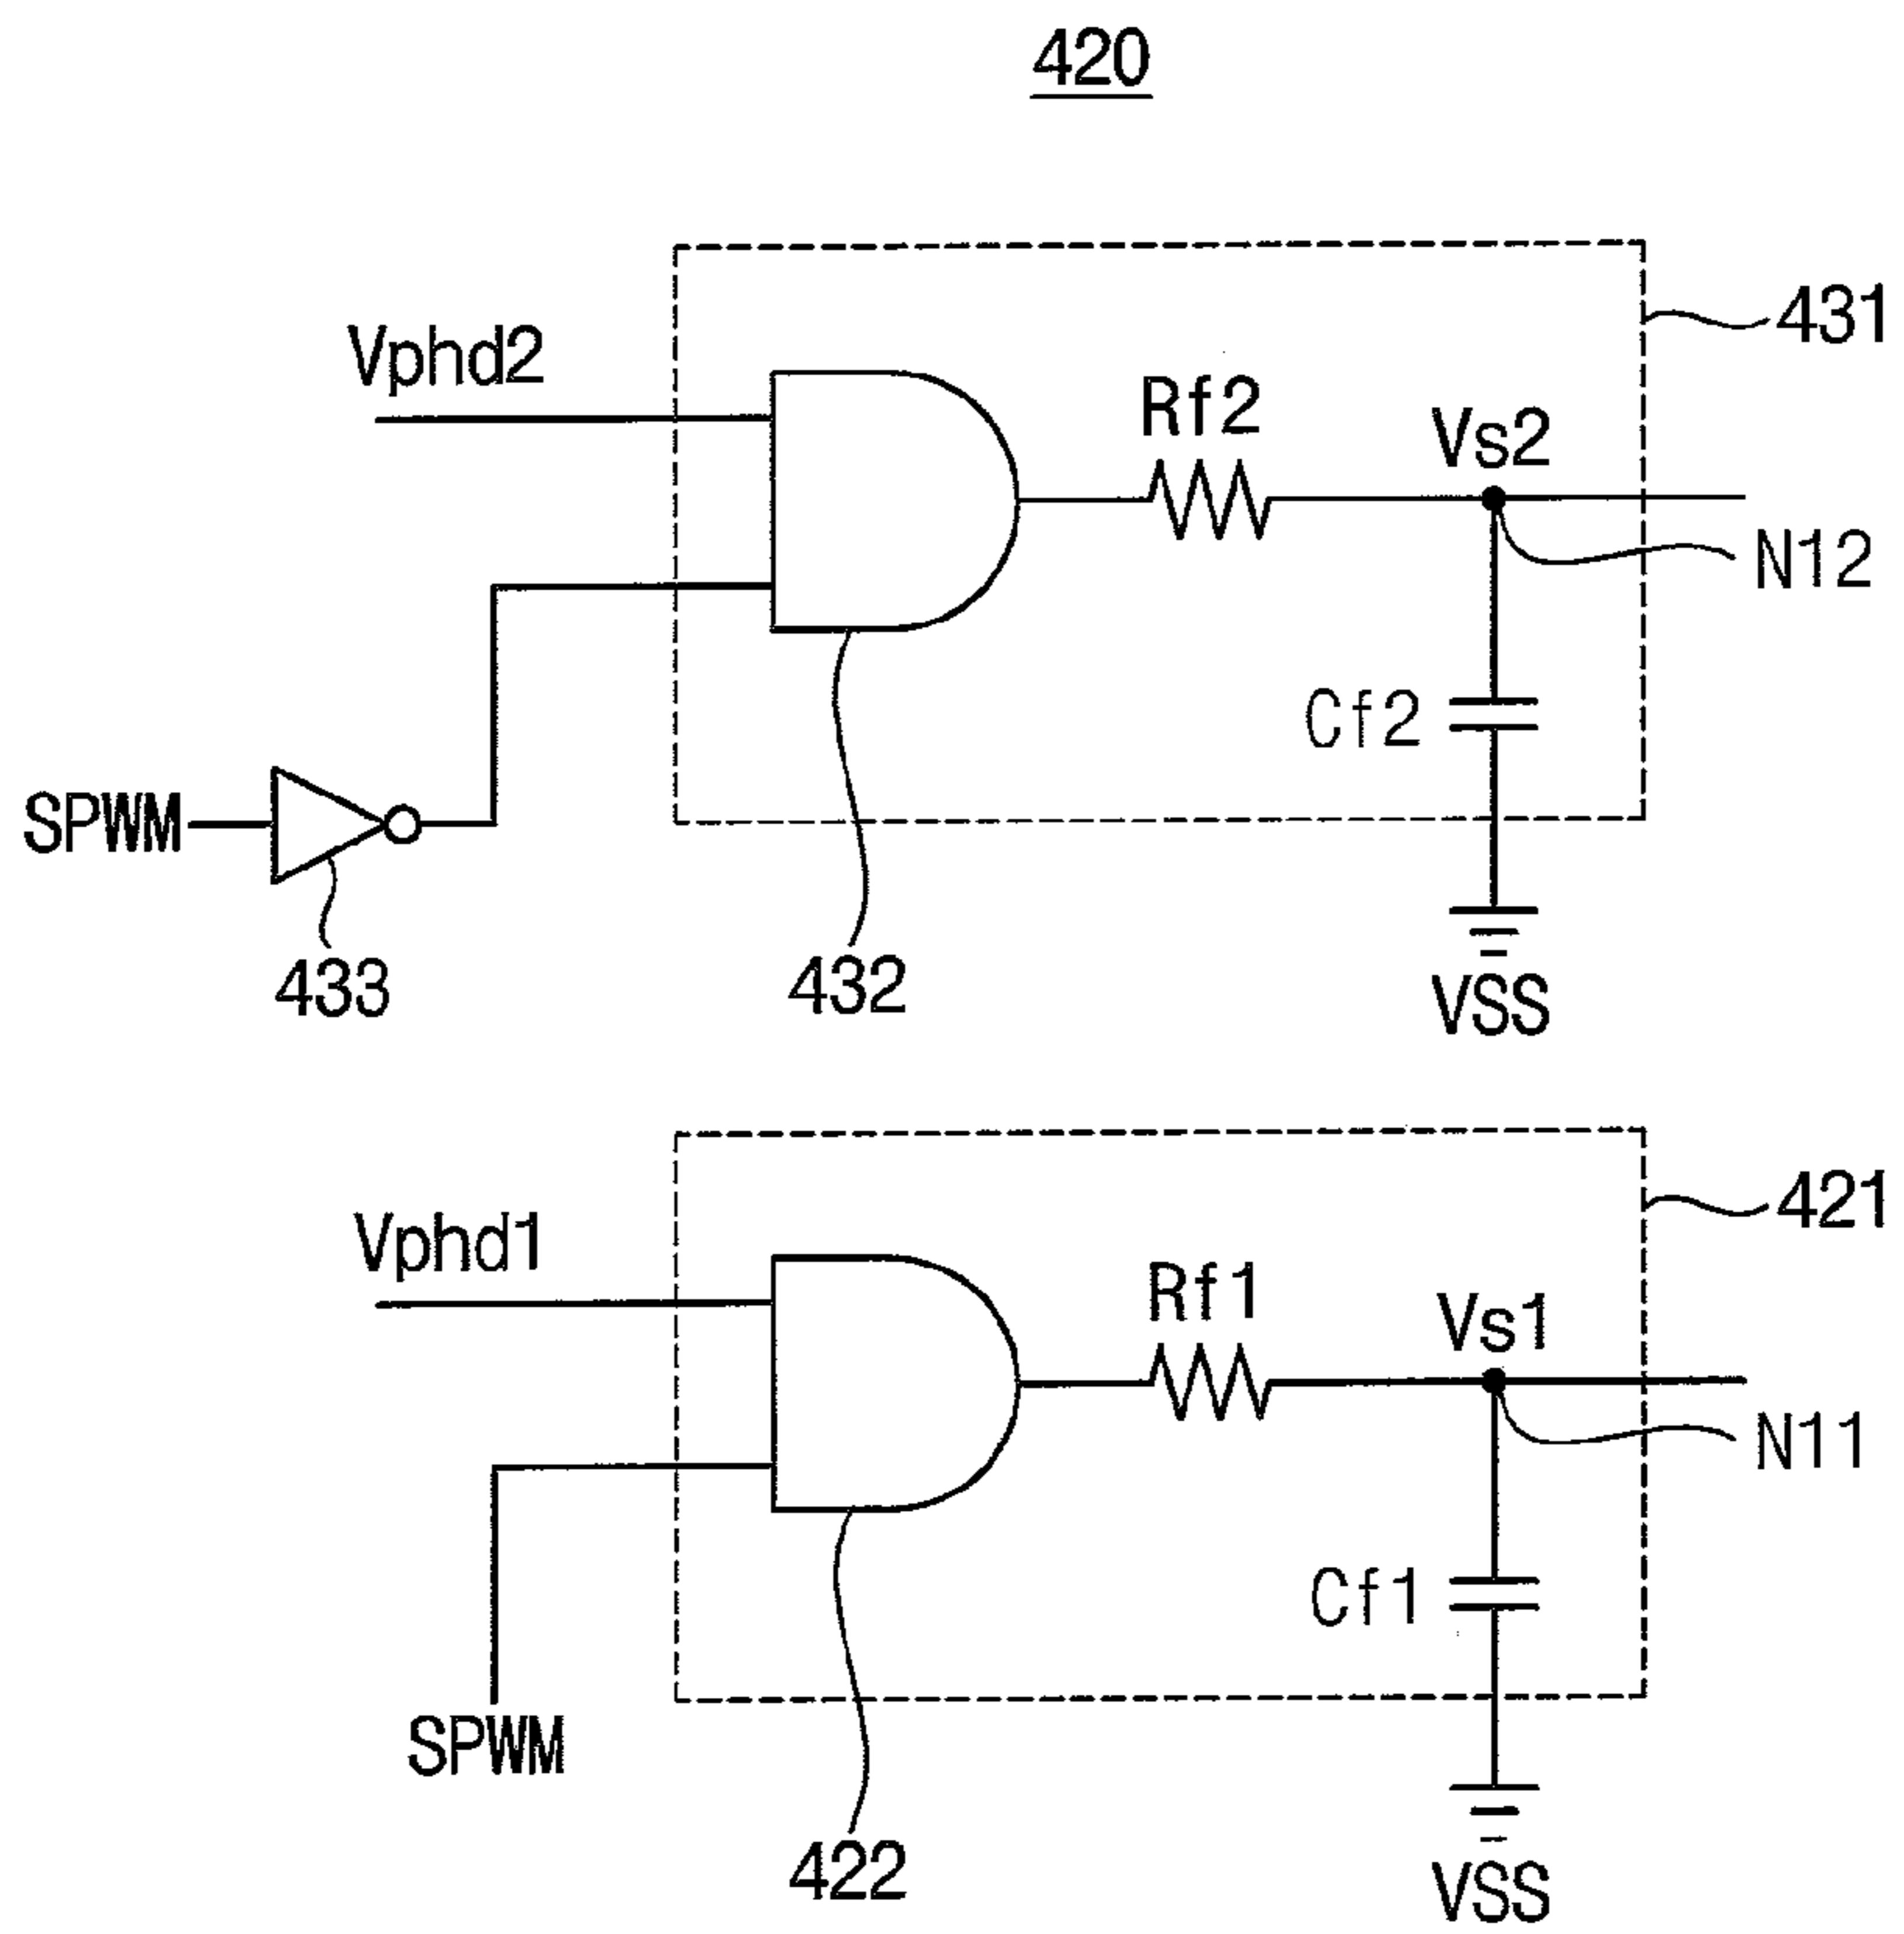 420
431
Vphd2
Rf2
Vs2
N12
Cf2
SPWM
433
432
VSS
421
Vphd1
Rf1
Vs1
N11
Cf1
SPWM
422
VSS